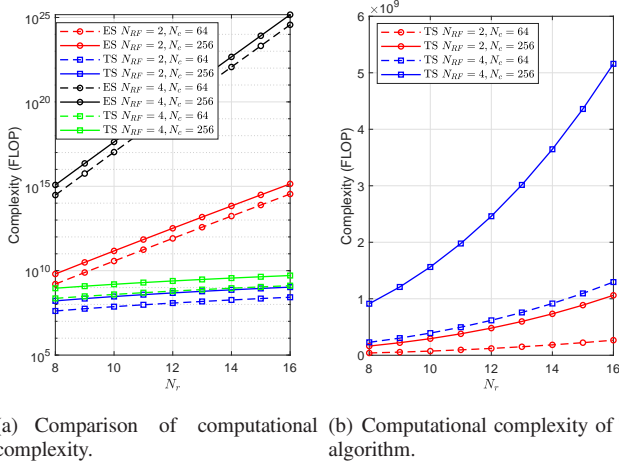 10^25
10^20
10^15
10^10
10^5
Complexity (FLOP)
ES N_RF = 2, N_c = 64
ES N_RF = 2, N_c = 256
TS N_RF = 2, N_c = 64
TS N_RF = 2, N_c = 256
ES N_RF = 4, N_c = 64
ES N_RF = 4, N_c = 256
TS N_RF = 4, N_c = 64
TS N_RF = 4, N_c = 256
8 10 12 14 16
N_r
×10^9
6
5
4
3
2
1
0
Complexity (FLOP)
TS N_RF = 2, N_c = 64
TS N_RF = 2, N_c = 256
TS N_RF = 4, N_c = 64
TS N_RF = 4, N_c = 256
8 10 12 14 16
N_r
a) Comparison of computational
complexity.
(b) Computational complexity of
algorithm.